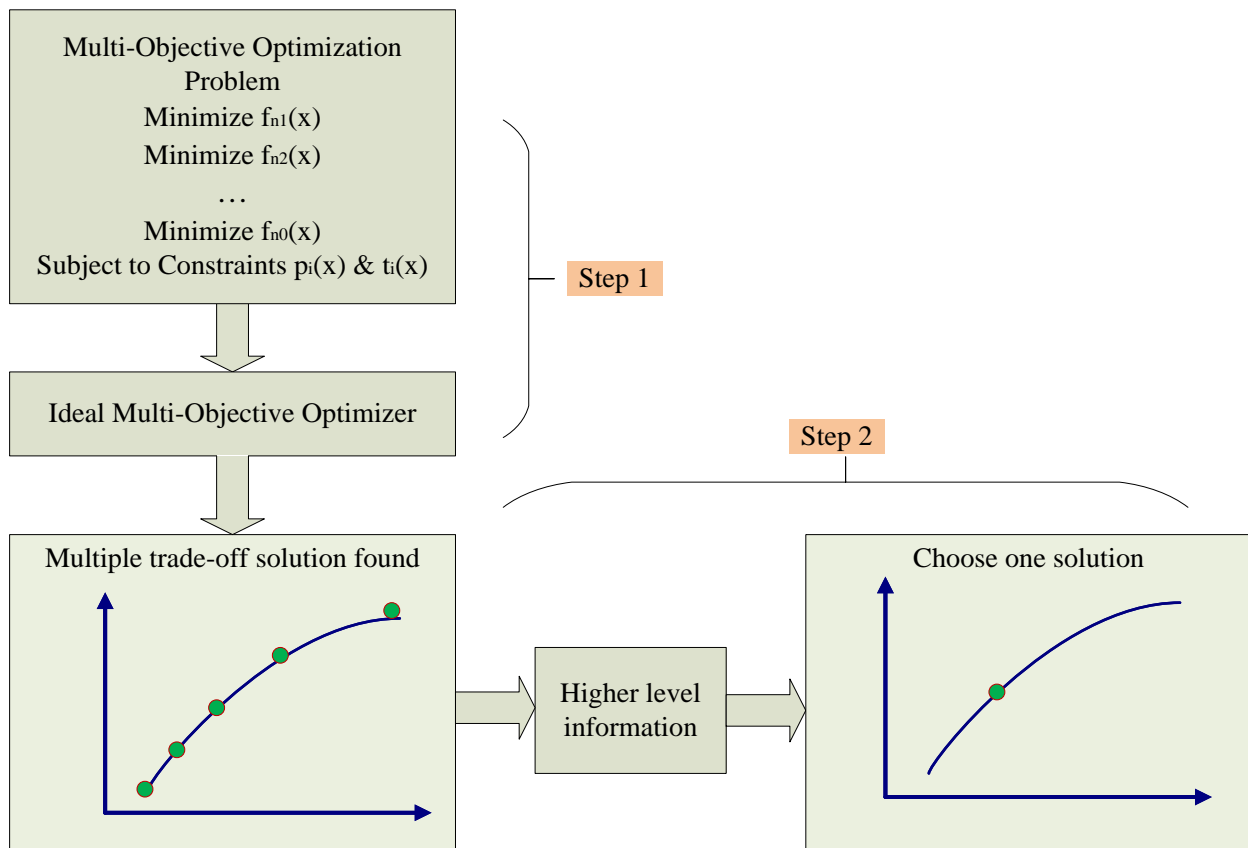 Multi-Objective Optimization
Problem
Minimize fn1(x)
Minimize fn2(x)
…
Minimize fn0(x)
Subject to Constraints pi(x) & ti(x)
Step 1
Ideal Multi-Objective Optimizer
Step 2
Multiple trade-off solution found
Higher level
information
Choose one solution